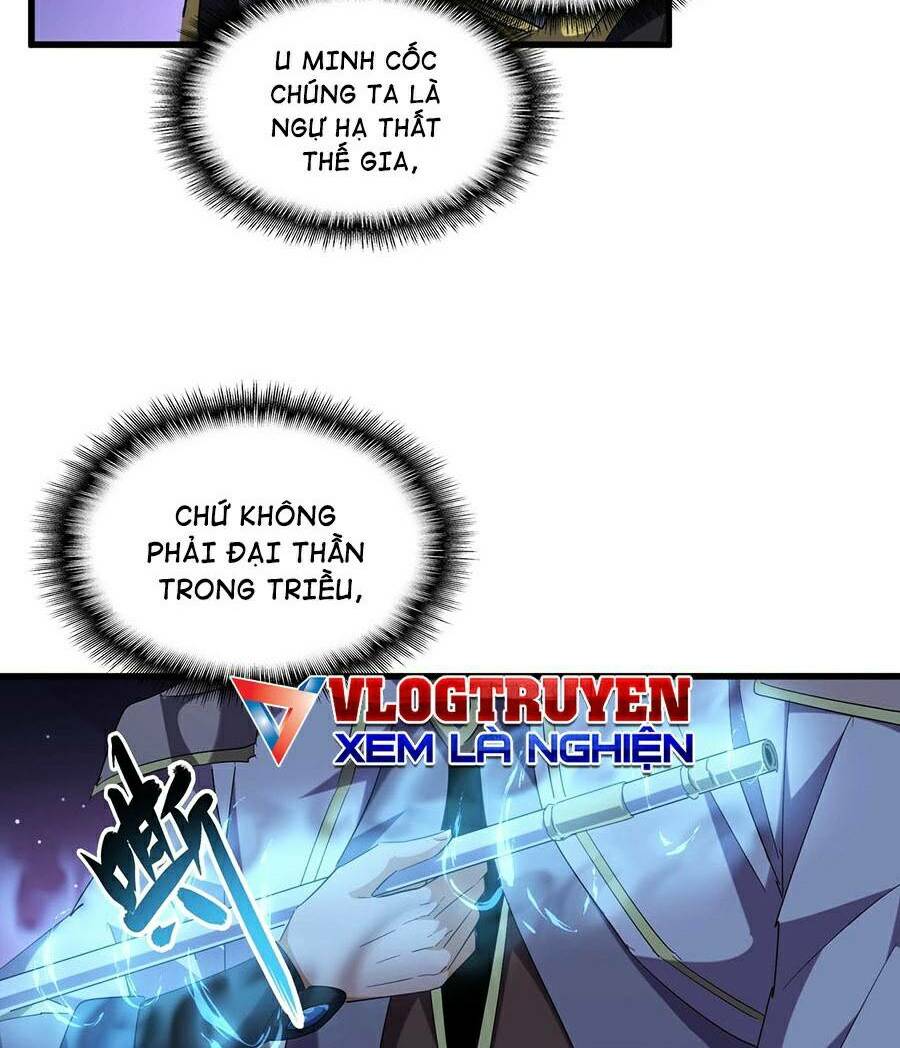 U MINH CỐC
CHÚNG TA LÀ
NGỰ HẠ THẤT
THẾ GIA,
CHỨ KHÔNG
PHẢI ĐẠI THẦN
TRONG TRIỀU,
VLOGTRUYEN
XEM LÀ NGHIỆN
嘶